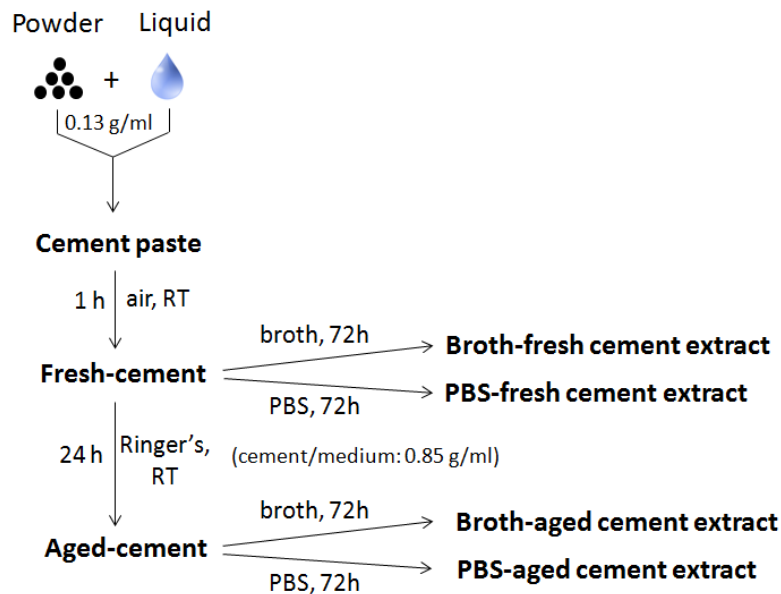 Powder Liquid
+
0.13 g/ml
Cement paste
1 h air, RT
broth, 72h
Broth-fresh cement extract
Fresh-cement
PBS-fresh cement extract
PBS, 72h
Ringer's,
24 h (cement/medium: 0.85 g/ml)
RT
broth, 72h
Broth-aged cement extract
Aged-cement
PBS-aged cement extract
PBS, 72h